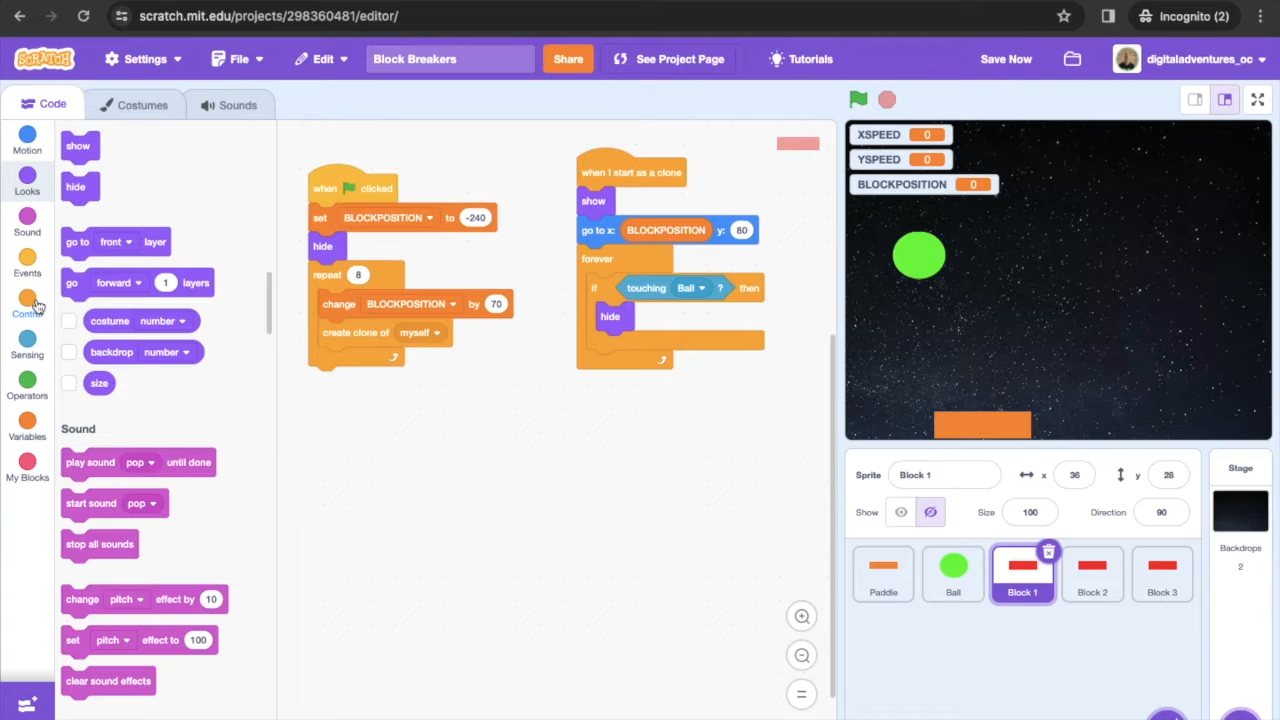 scratch.mit.edu/projects/298360481/editor/
Incognito (2)
SCRATCH
Settings
File
Edit
Block Breakers
Share
See Project Page
Tutorials
Save Now
digitaladventures_oc
Code
Costumes
Sounds
Motion
Looks
Sound
Events
Control
Sensing
Operators
Variables
My Blocks
show
hide
go to front layer
go forward 1 layers
costume number
backdrop number
size
Sound
play sound pop until done
start sound pop
stop all sounds
change pitch effect by 10
set pitch effect to 100
clear sound effects
when clicked
set BLOCKPOSITION to -240
hide
repeat 8
change BLOCKPOSITION by 70
create clone of myself
when I start as a clone
show
go to x: BLOCKPOSITION y: 80
forever
if touching Ball ? then
hide
XSPEED 0
YSPEED 0
BLOCKPOSITION 0
Sprite Block 1 x 36 y 28
Show Size 100 Direction 90
Paddle
Ball
Block 1
Block 2
Block 3
Stage
Backdrops
2